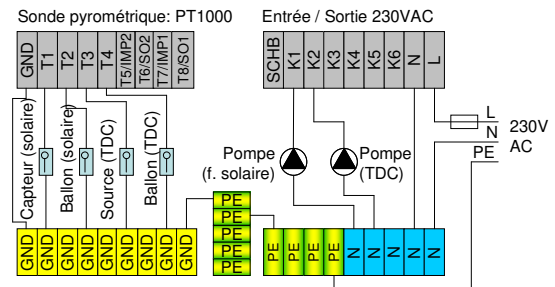 Sonde pyrométrique: PT1000
Entrée / Sortie 230VAC
GND
T1
T2
T3
T4
T5/IMP2
T6/SO2
T7/IMP1
T8/SO1
SCHB
K1
K2
K3
K4
K5
K6
N
L
Capteur (solaire)
Ballon (solaire)
Source (TDC)
Ballon (TDC)
Pompe
(f. solaire)
Pompe
(TDC)
L
N
PE
230V
AC
PE
PE
PE
PE
PE
GND
GND
GND
GND
GND
GND
GND
GND
GND
PE
PE
PE
PE
N
N
N
N
N